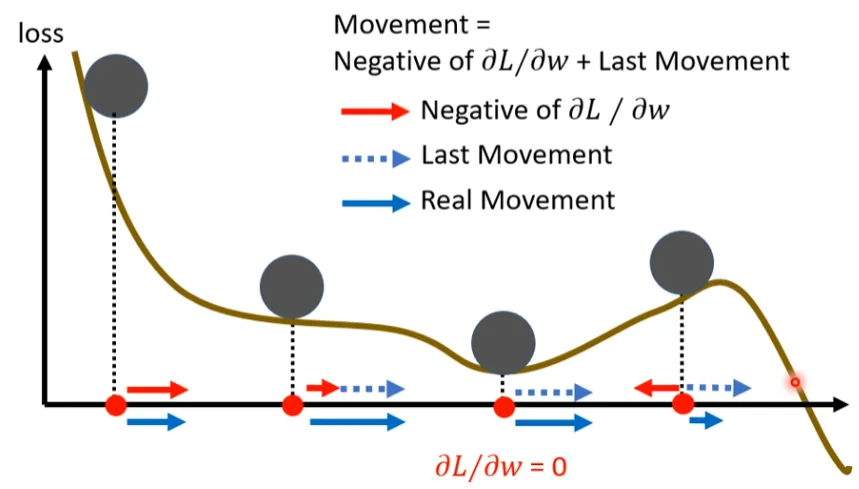 loss
Movement =
Negative of ∂L/∂w + Last Movement
Negative of ∂L / ∂w
Last Movement
Real Movement
∂L/∂w = 0